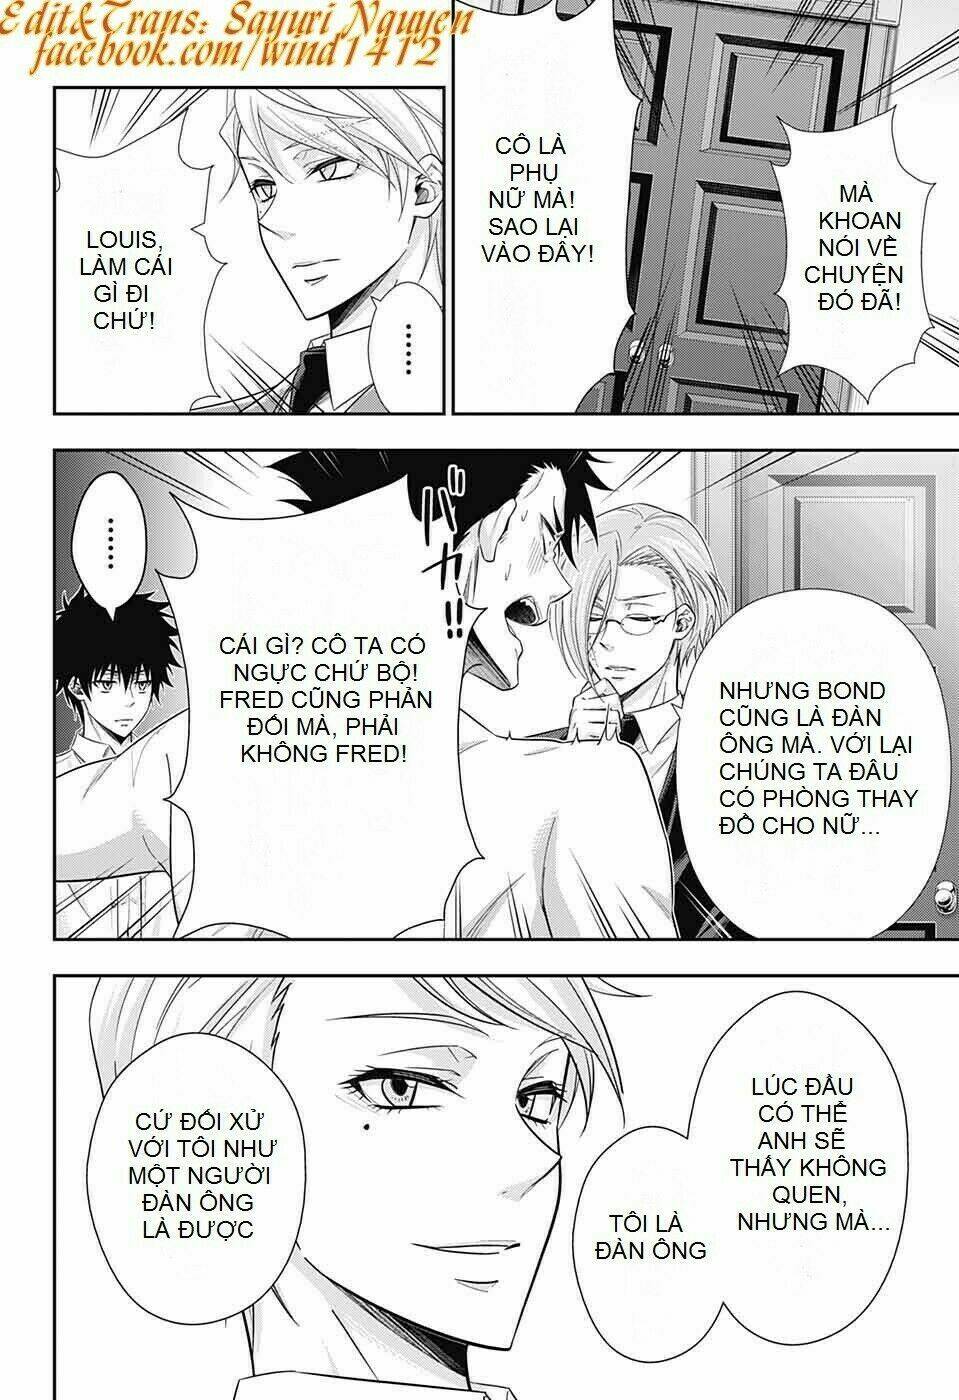 Edit&Trans: Sayuri Nguyen
facebook.com/wind1412
MÀ
KHOAN
NÓI VỀ
CHUYỆN
ĐÓ ĐÃ!
CÔ LÀ
PHỤ
NỮ MÀ!
SAO LẠI
VÀO ĐÂY!
LOUIS,
LÀM CÁI
GÌ ĐI
CHỨ!
NHƯNG BOND
CŨNG LÀ ĐÀN
ÔNG MÀ. VỚI LẠI
CHÚNG TA ĐÂU
CÓ PHÒNG THAY
ĐỒ CHO NỮ...
CÁI GÌ? CÔ TA CÓ
NGỰC CHỨ BỘ!
FRED CŨNG PHẢN
ĐỐI MÀ, PHẢI
KHÔNG FRED!
LÚC ĐẦU
CÓ THỂ
ANH SẼ
THẤY KHÔNG
QUEN,
NHƯNG MÀ...
TÔI LÀ
ĐÀN ÔNG
CỨ ĐỐI XỬ
VỚI TÔI NHƯ
MỘT NGƯỜI
ĐÀN ÔNG
LÀ ĐƯỢC